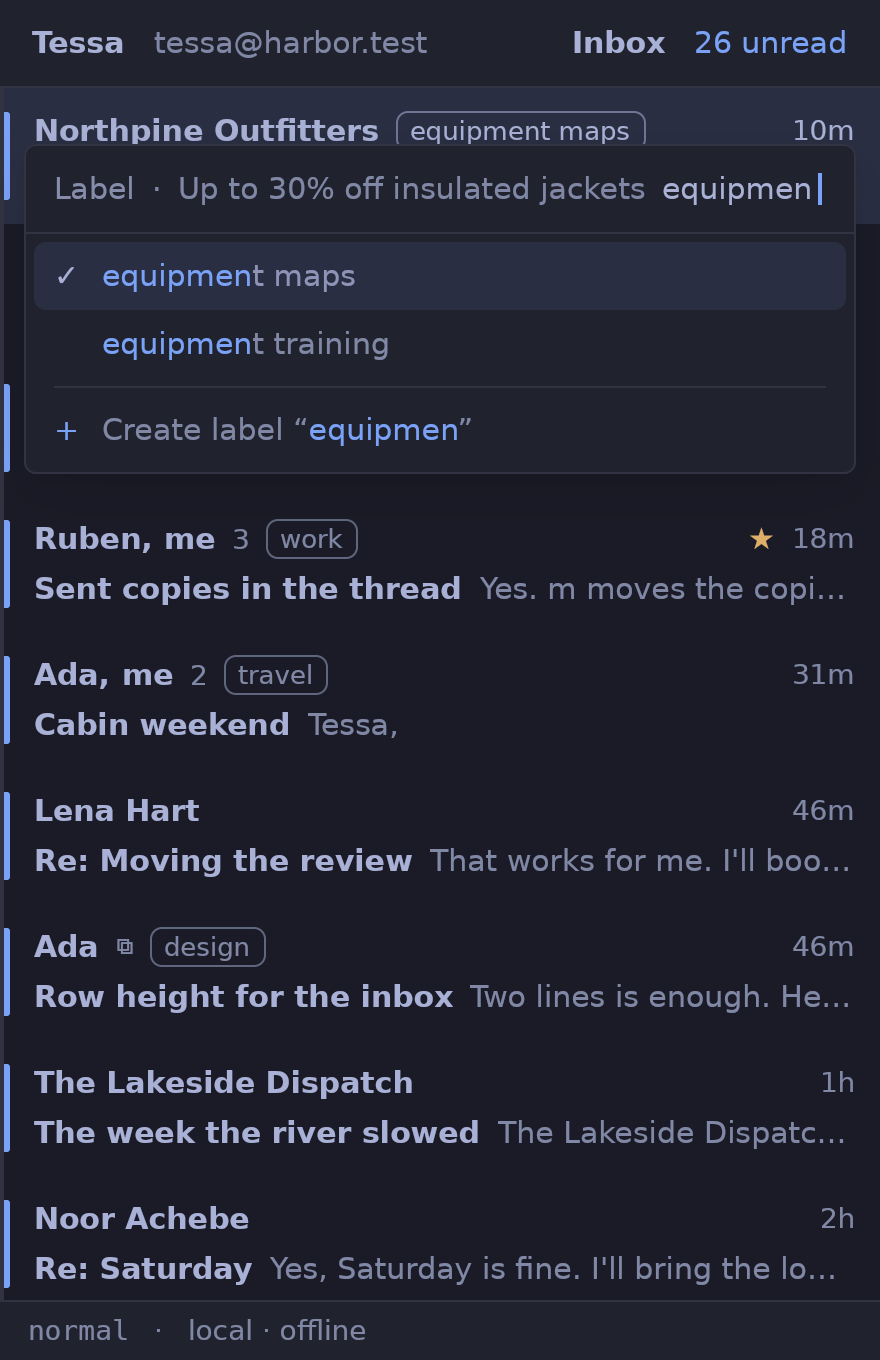 Tessa tessa@harbor.test Inbox 26 unread
Northpine Outfitters equipment maps 10m
Label · Up to 30% off insulated jackets equipmen
✓ equipment maps
equipment training
+ Create label “equipmen”
Ruben, me 3 work ★ 18m
Sent copies in the thread Yes. m moves the copi…
Ada, me 2 travel 31m
Cabin weekend Tessa,
Lena Hart 46m
Re: Moving the review That works for me. I'll boo…
Ada ⧉ design 46m
Row height for the inbox Two lines is enough. He…
The Lakeside Dispatch 1h
The week the river slowed The Lakeside Dispatc…
Noor Achebe 2h
Re: Saturday Yes, Saturday is fine. I'll bring the lo…
normal · local · offline